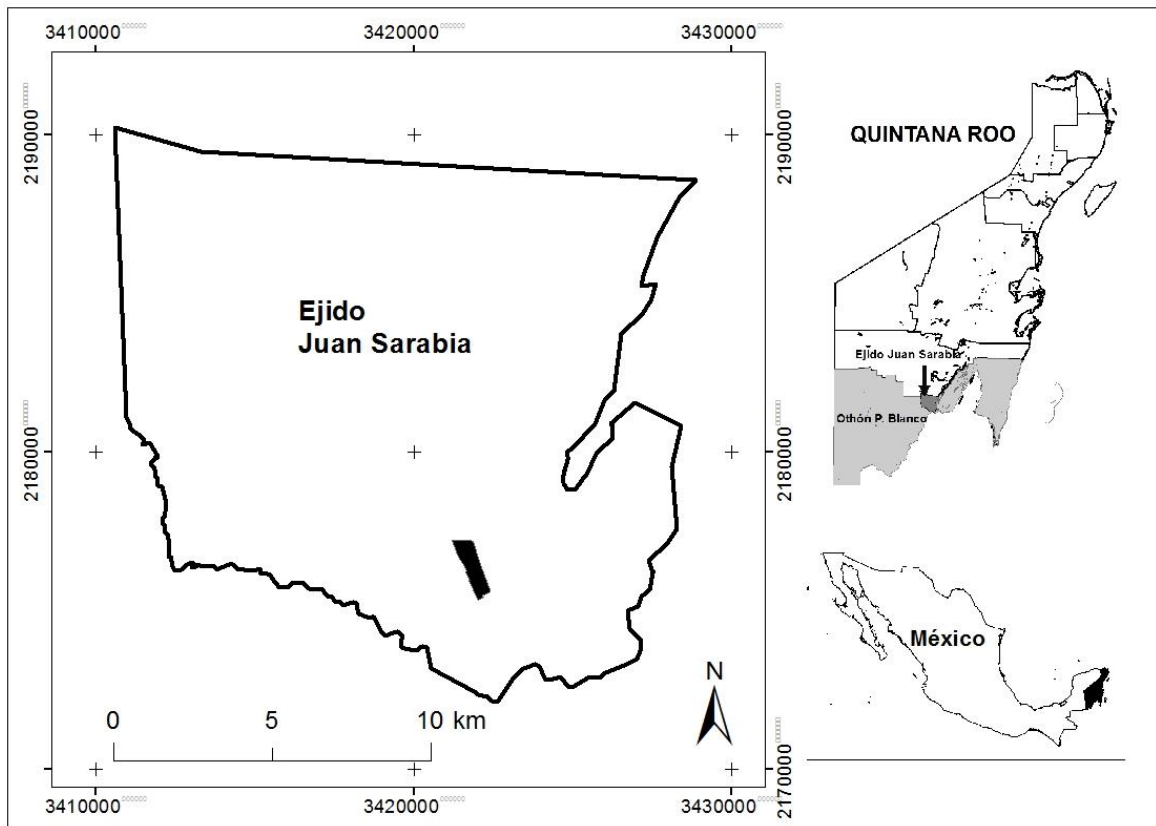 3410000
3420000
3430000
2190000
2180000
Ejido
Juan Sarabia
0 5 10 km
N
3410000
3420000
3430000
2190000
2180000
2170000
QUINTANA ROO
Ejido Juan Sarabia
Othón P. Blanco
México